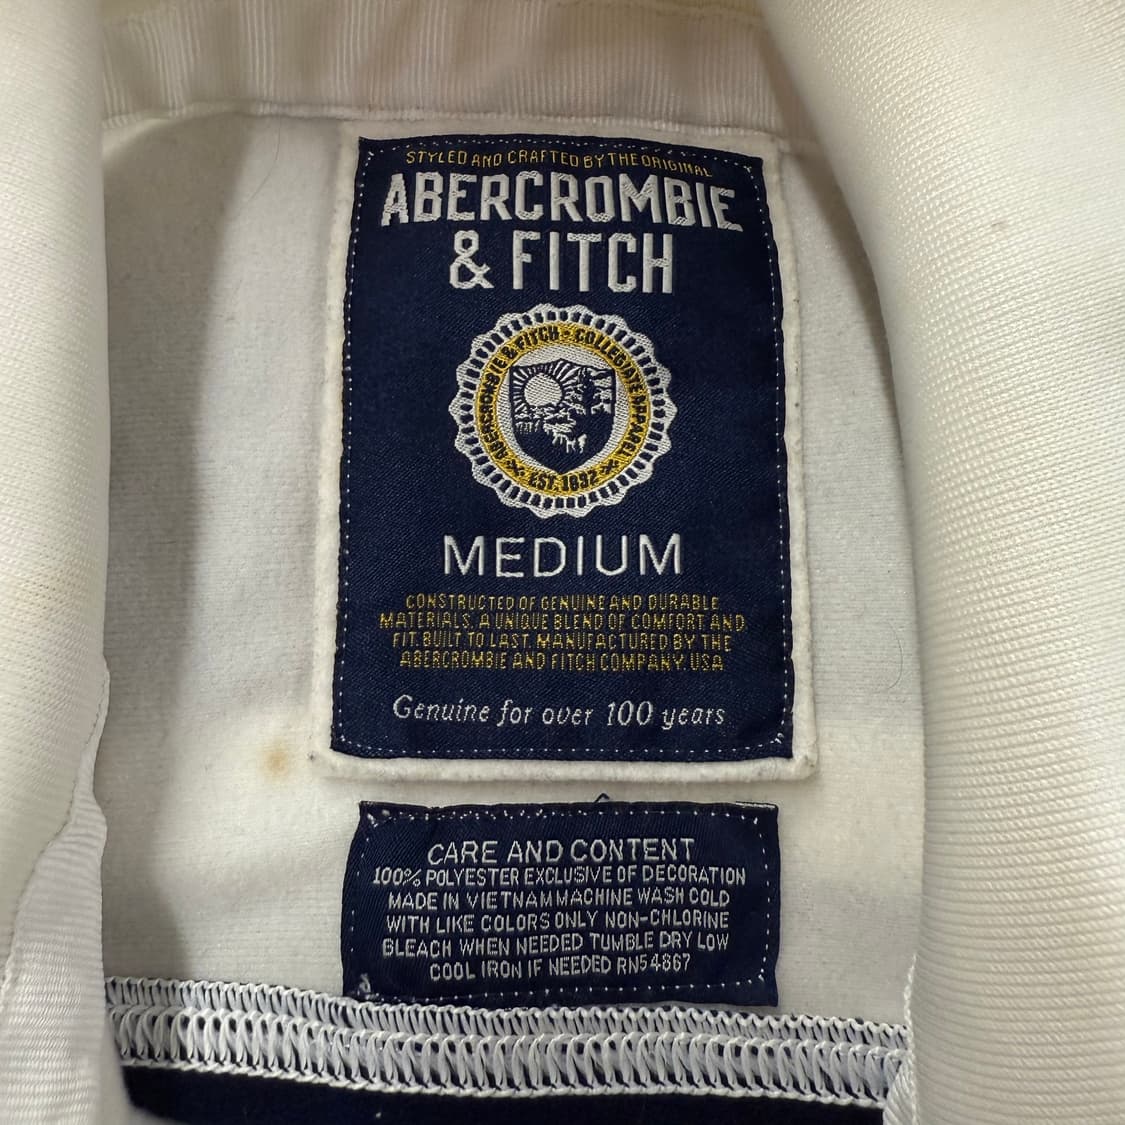 STYLED AND CRAFTED BY THE ORIGINAL
ABERCROMBIE
& FITCH
ABERCROMBIE & FITCH - COLLEGIATE APPAREL
EST. 1892
MEDIUM
CONSTRUCTED OF GENUINE AND DURABLE
MATERIALS. A UNIQUE BLEND OF COMFORT AND
FIT. BUILT TO LAST. MANUFACTURED BY THE
ABERCROMBIE AND FITCH COMPANY. USA
Genuine for over 100 years
CARE AND CONTENT
100% POLYESTER EXCLUSIVE OF DECORATION
MADE IN VIETNAM MACHINE WASH COLD
WITH LIKE COLORS ONLY NON-CHLORINE
BLEACH WHEN NEEDED TUMBLE DRY LOW
COOL IRON IF NEEDED RN54867